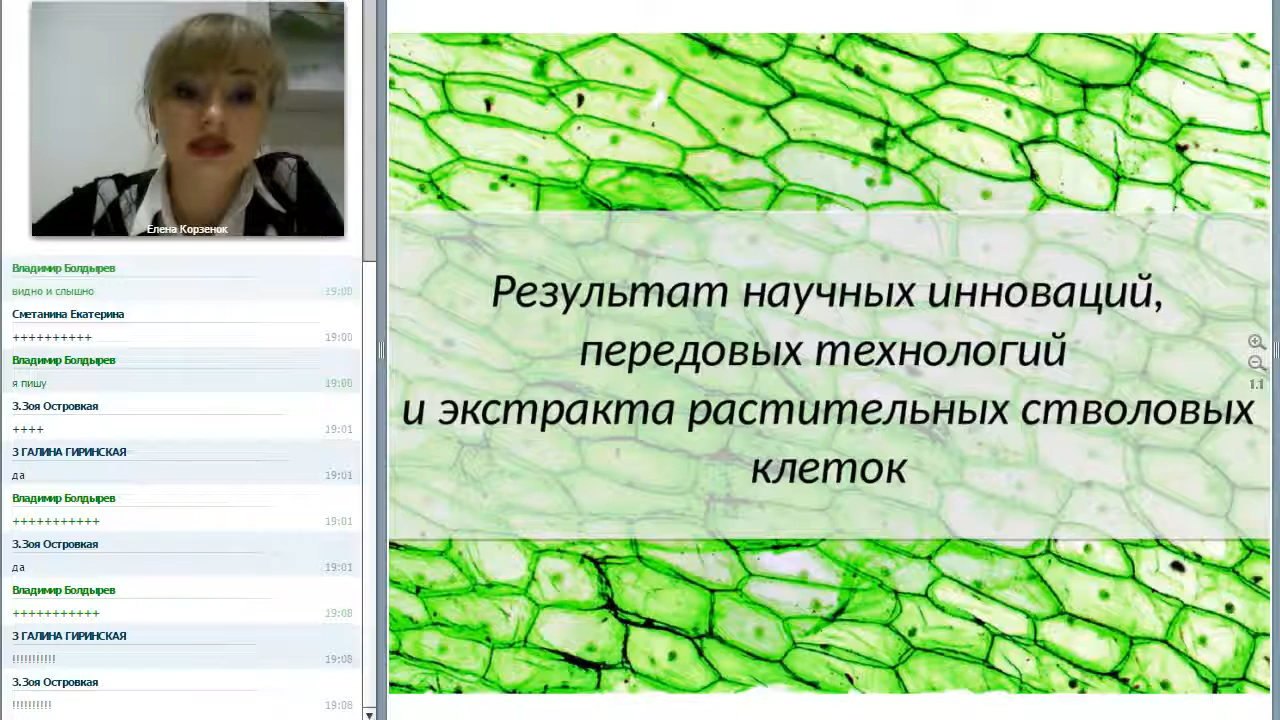 Елена Корзенок
Владимир Болдырев
видно и слышно 19:00
Сметанина Екатерина
++++++++++ 19:00
Владимир Болдырев
я пишу 19:00
3.Зоя Островкая
++++ 19:01
3 ГАЛИНА ГИРИНСКАЯ
да 19:01
Владимир Болдырев
+++++++++++ 19:01
3.Зоя Островкая
да 19:01
Владимир Болдырев
+++++++++++ 19:08
3 ГАЛИНА ГИРИНСКАЯ
!!!!!!!!!!! 19:08
3.Зоя Островкая
!!!!!!!!!! 19:08
Результат научных инноваций,
передовых технологий
и экстракта растительных стволовых
клеток
1:1